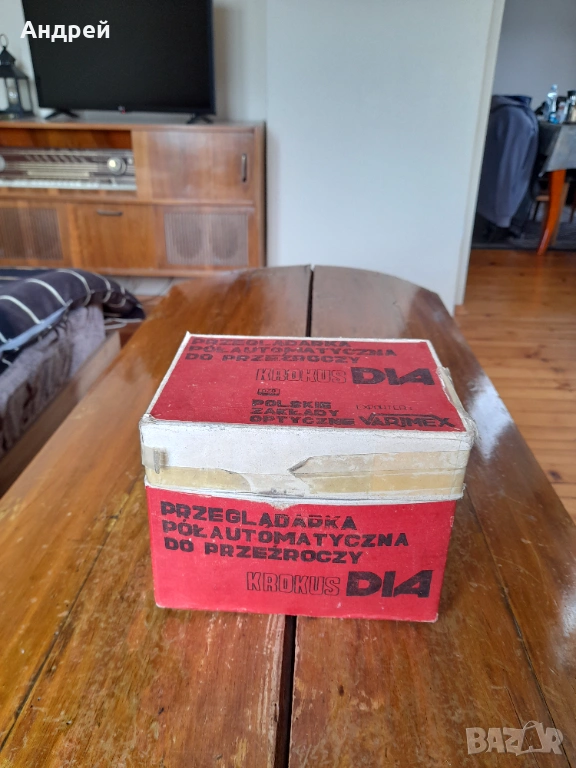 Андрей
PRZEGLĄDARKA
PÓŁAUTOMATYCZNA
DO PRZEŹROCZY
KROKUS DIA
POLSKIE
ZAKŁADY
OPTYCZNE
VARIMEX
PRZEGLĄDARKA
PÓŁAUTOMATYCZNA
DO PRZEŹROCZY
KROKUS DIA
BAZAR